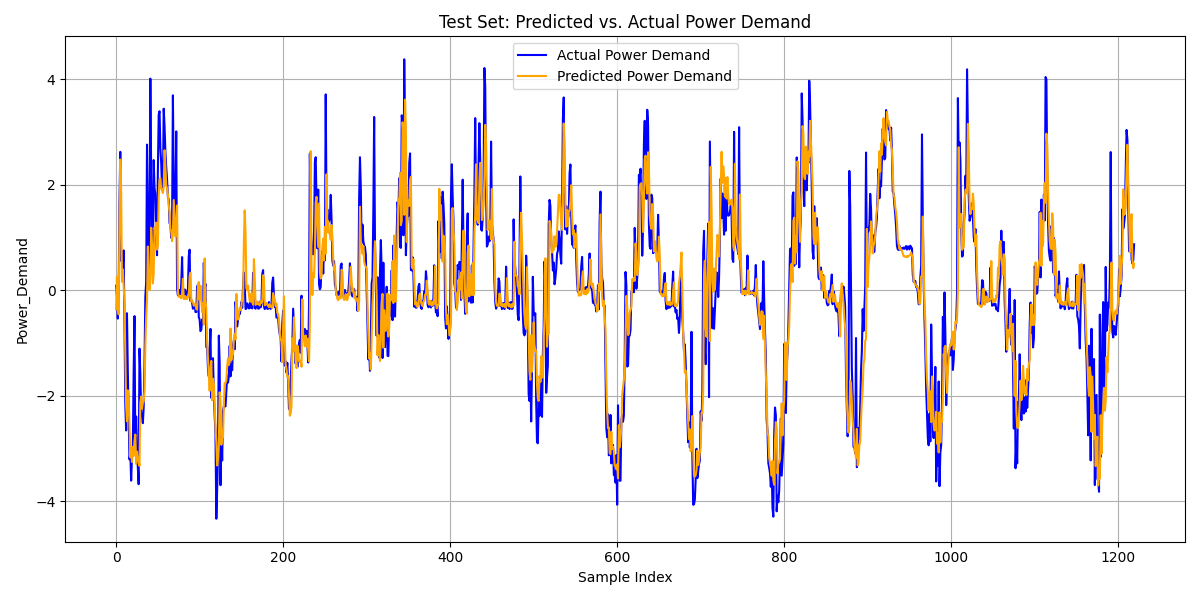 Test Set: Predicted vs. Actual Power Demand
Actual Power Demand
Predicted Power Demand
Power_Demand
4
2
0
−2
−4
0 200 400 600 800 1000 1200
Sample Index